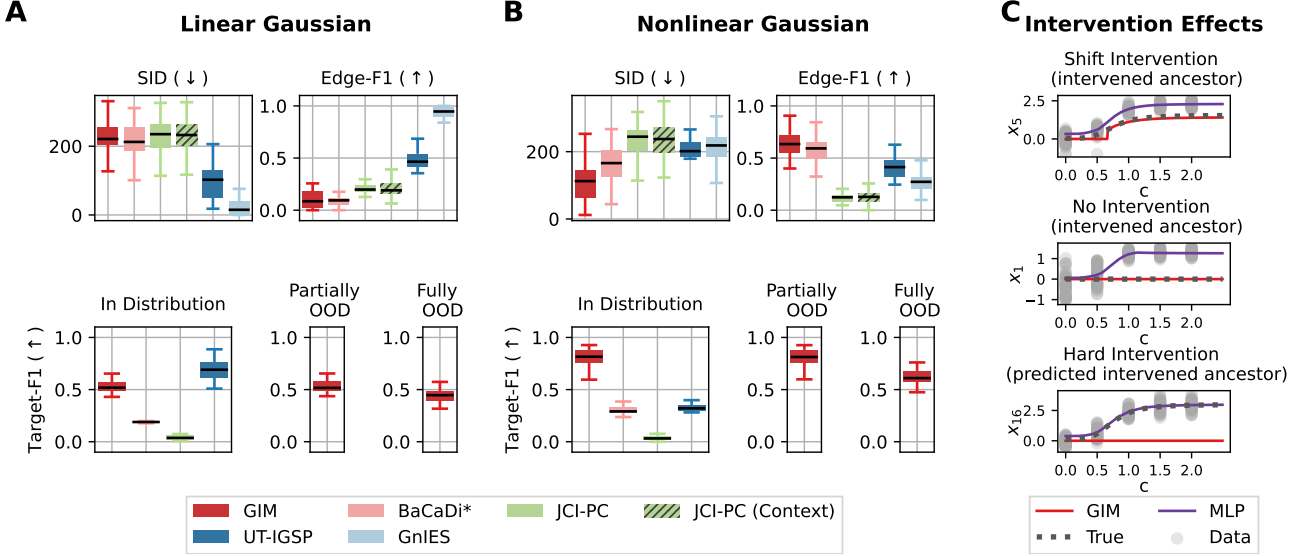 A
Linear Gaussian
SID ( ↓ )
Edge-F1 ( ↑ )
200
0
1.0
0.5
0.0
In Distribution
Partially
OOD
Fully
OOD
Target-F1 ( ↑ )
1.0
0.5
0.0
1.0
0.5
0.0
1.0
0.5
0.0
B
Nonlinear Gaussian
SID ( ↓ )
Edge-F1 ( ↑ )
200
0
1.0
0.5
0.0
In Distribution
Partially
OOD
Fully
OOD
Target-F1 ( ↑ )
1.0
0.5
0.0
1.0
0.5
0.0
1.0
0.5
0.0
C
Intervention Effects
Shift Intervention
(intervened ancestor)
x5
2.5
0.0
0.0 0.5 1.0 1.5 2.0
c
No Intervention
(intervened ancestor)
x1
1
0
−1
0.0 0.5 1.0 1.5 2.0
c
Hard Intervention
(predicted intervened ancestor)
x16
2.5
0.0
0.0 0.5 1.0 1.5 2.0
c
GIM BaCaDi* JCI-PC JCI-PC (Context)
UT-IGSP GnIES
GIM MLP
True Data